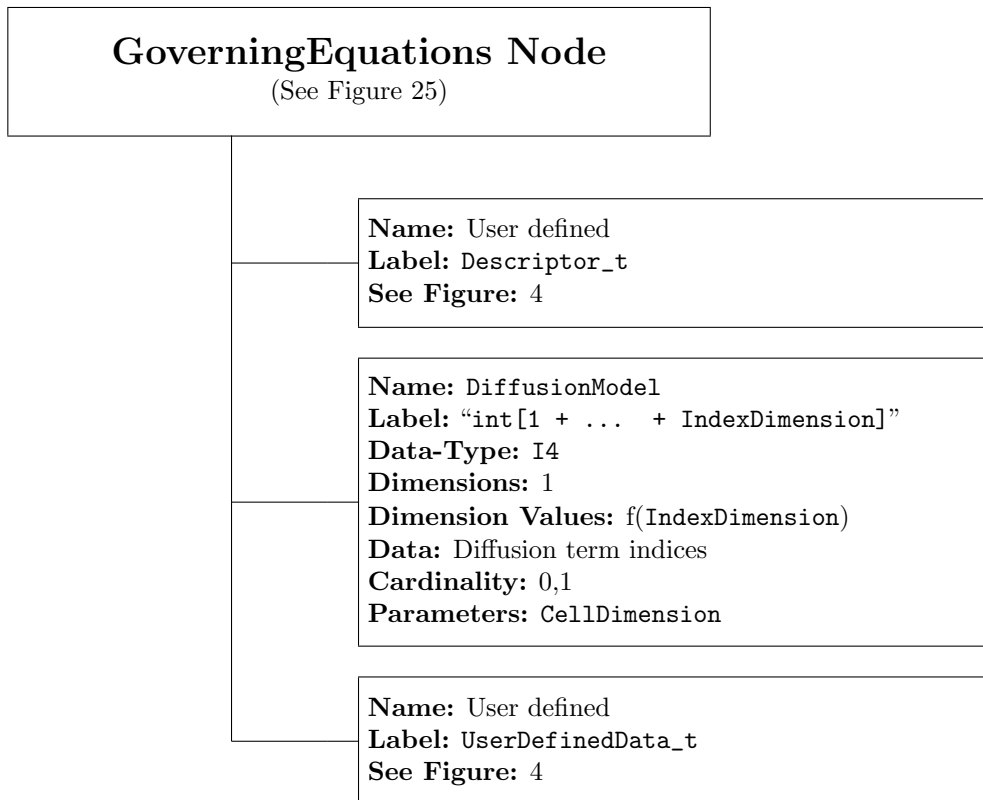 GoverningEquations Node
(See Figure 25)
Name: User defined
Label: Descriptor_t
See Figure: 4
Name: DiffusionModel
Label: “int[1 + ... + IndexDimension]”
Data-Type: I4
Dimensions: 1
Dimension Values: f(IndexDimension)
Data: Diffusion term indices
Cardinality: 0,1
Parameters: CellDimension
Name: User defined
Label: UserDefinedData_t
See Figure: 4